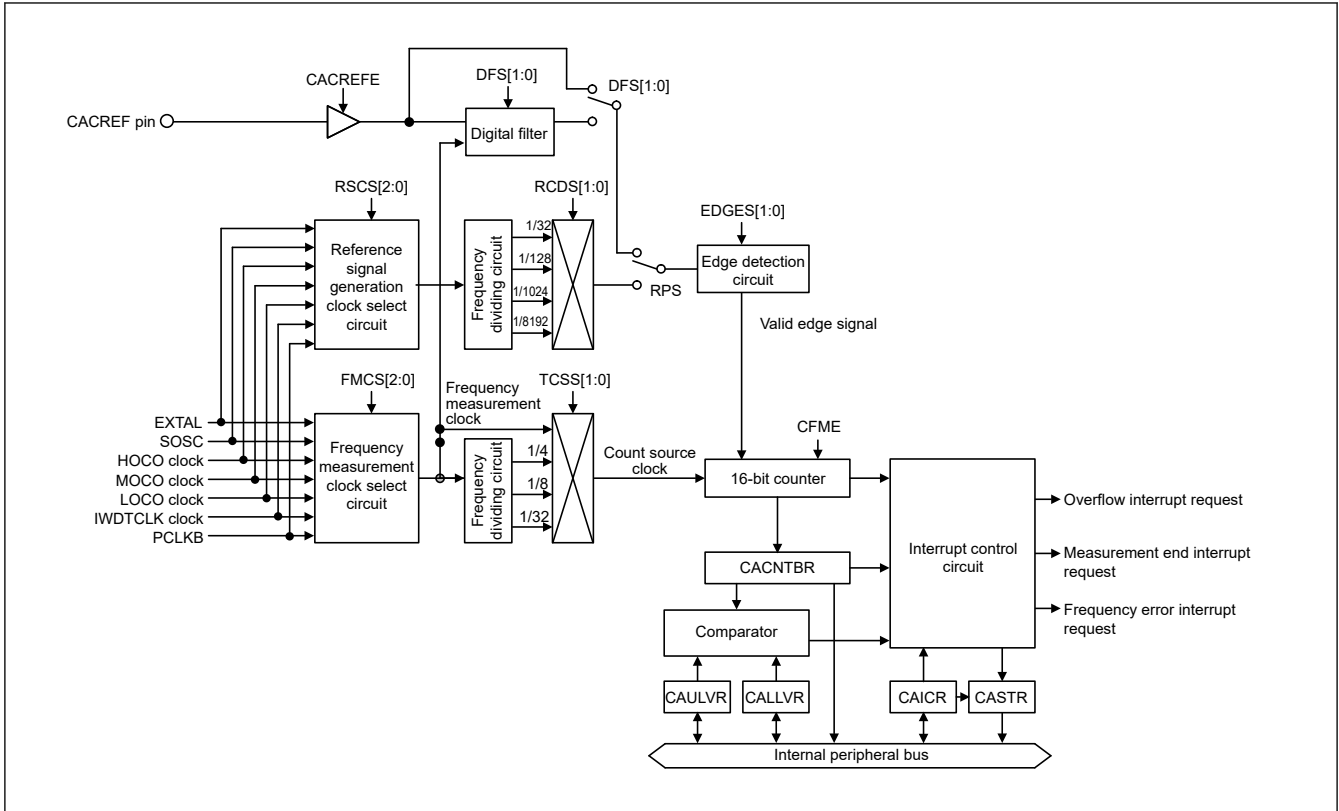 CACREFE
DFS[1:0]
DFS[1:0]
CACREF pin
Digital filter
RSCS[2:0]
RCDS[1:0]
EDGES[1:0]
Reference
signal
generation
clock select
circuit
Frequency
dividing circuit
1/32
1/128
1/1024
1/8192
Edge detection
circuit
RPS
Valid edge signal
FMCS[2:0]
Frequency
measurement
clock
TCSS[1:0]
CFME
EXTAL
SOSC
HOCO clock
MOCO clock
LOCO clock
IWDTCLK clock
PCLKB
Frequency
measurement
clock select
circuit
Frequency
dividing circuit
1/4
1/8
1/32
Count source
clock
16-bit counter
Interrupt control
circuit
Overflow interrupt request
Measurement end interrupt
request
Frequency error interrupt
request
CACNTBR
Comparator
CAULVR
CALLVR
CAICR
CASTR
Internal peripheral bus